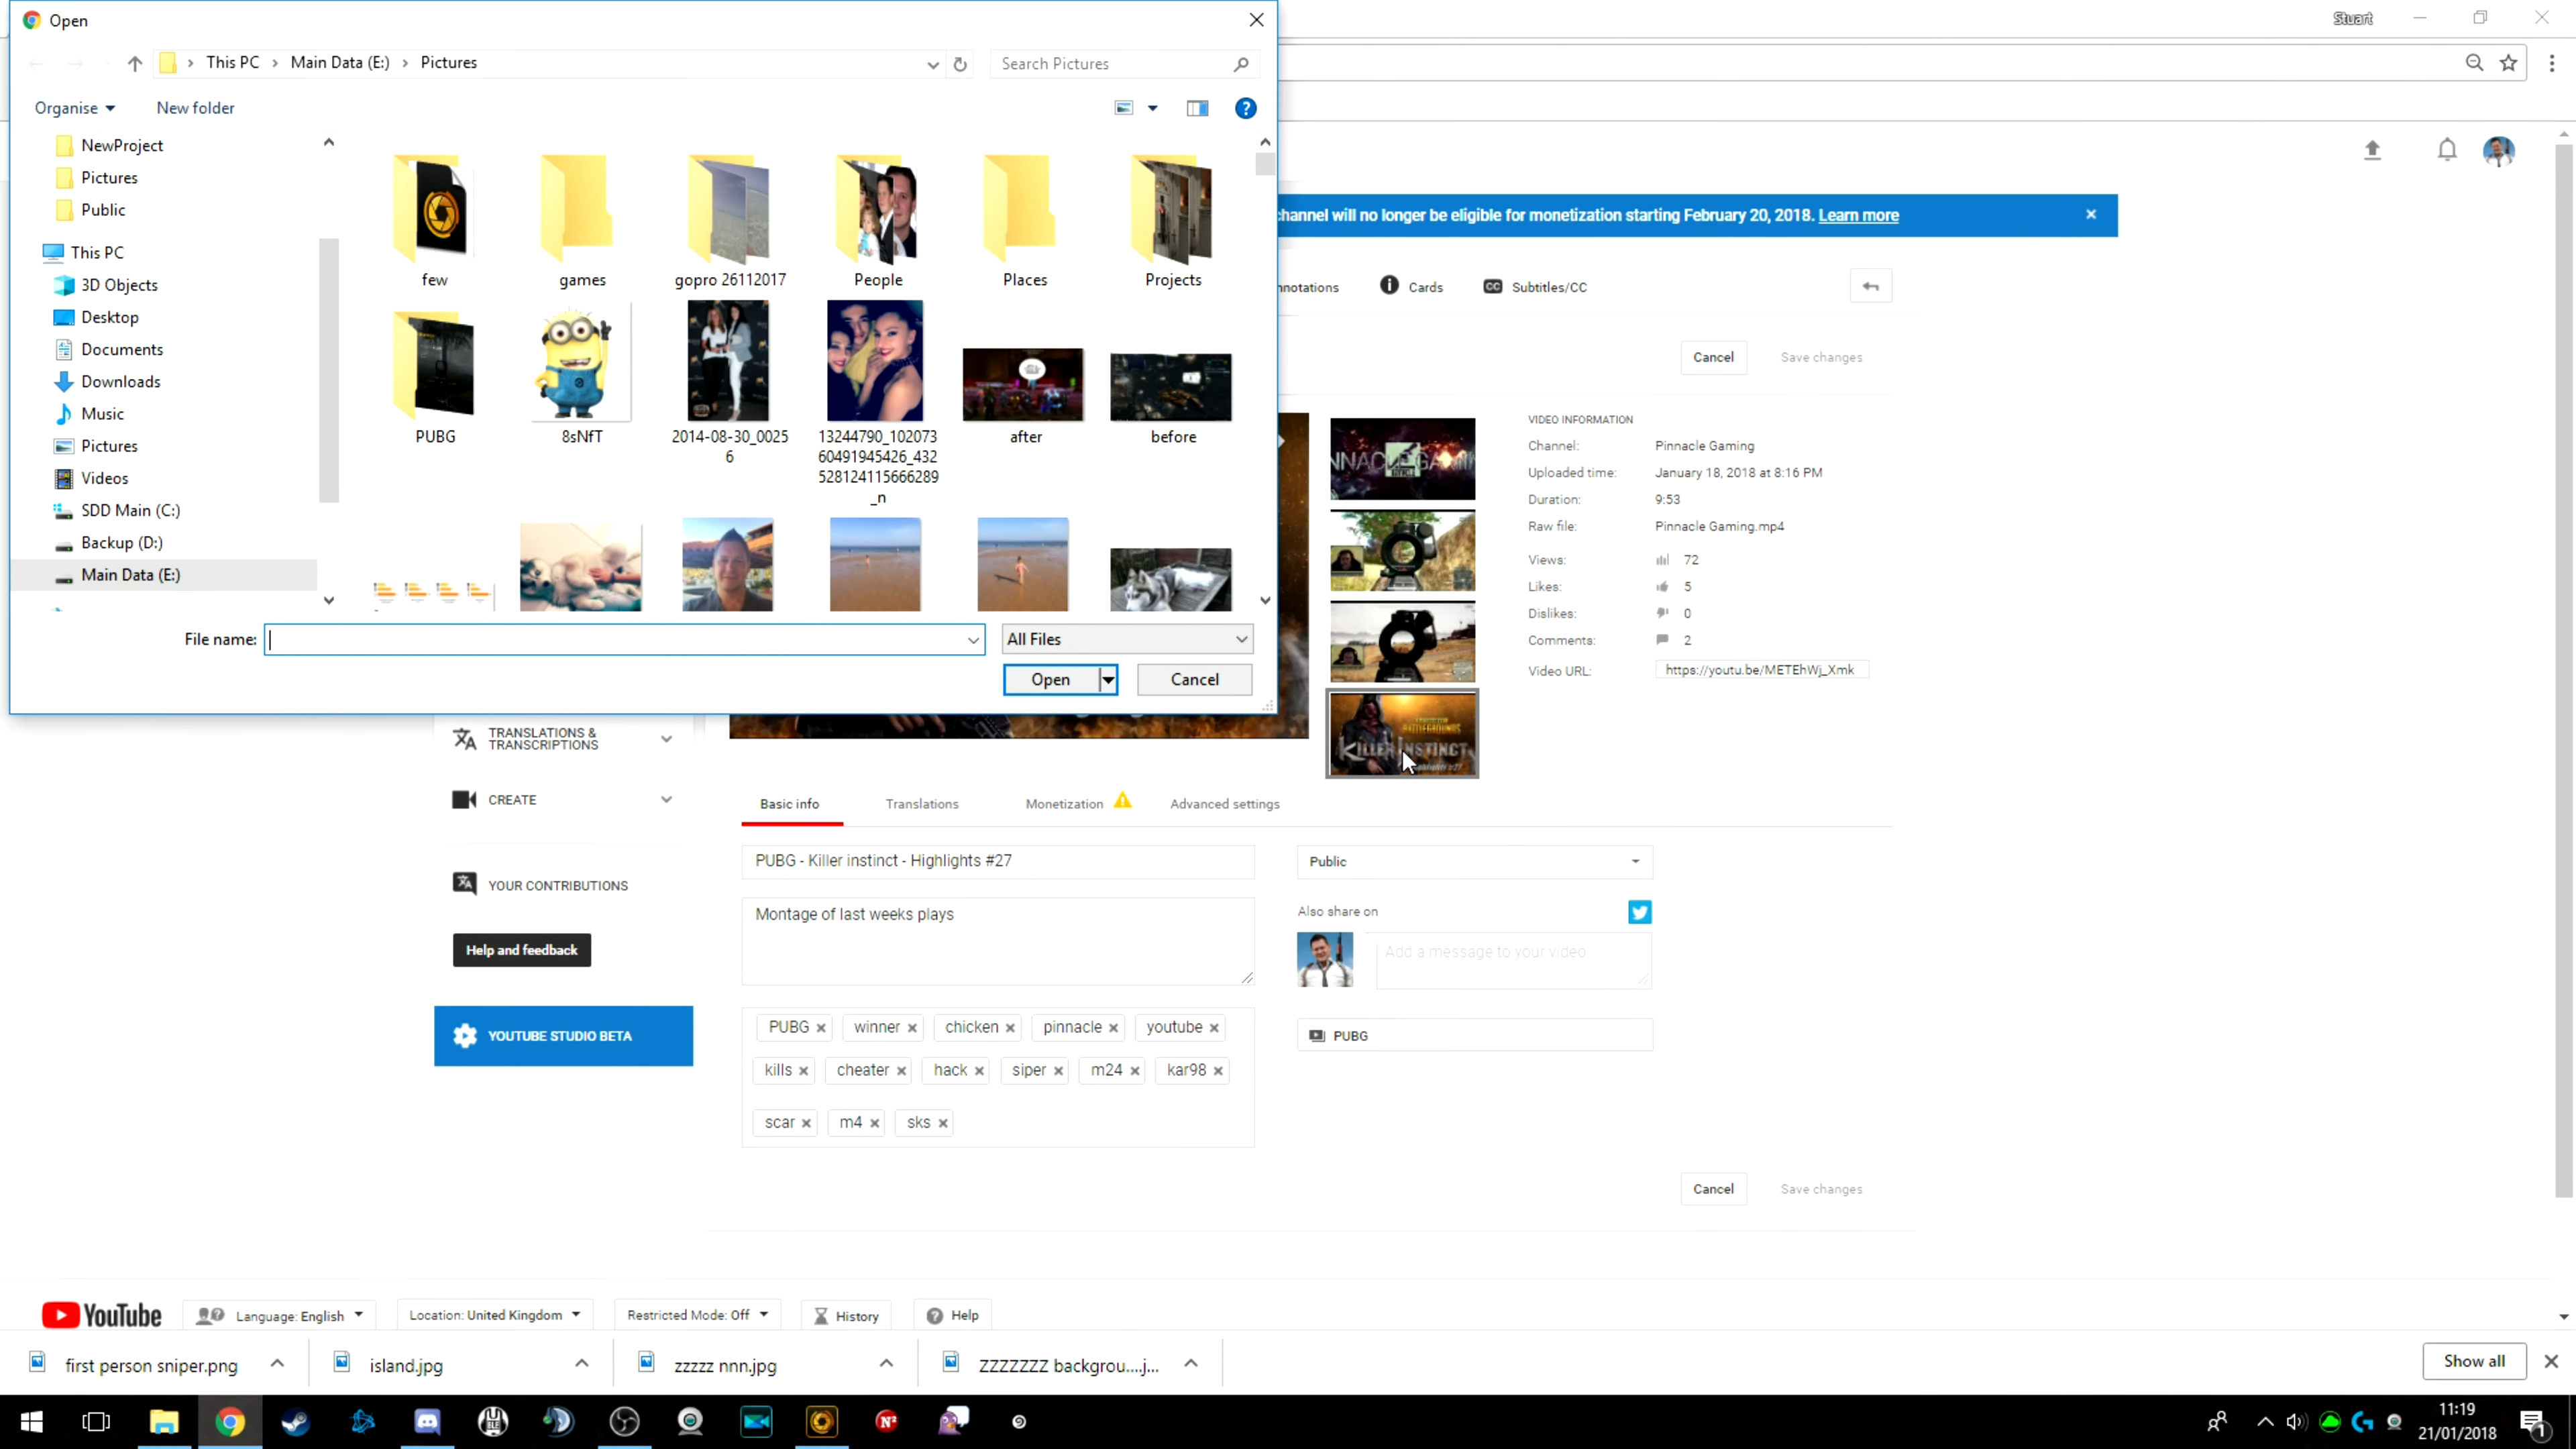 Open
Stuart
This PC > Main Data (E:) > Pictures
Search Pictures
Organise
New folder
NewProject
Pictures
Public
This PC
3D Objects
Desktop
Documents
Downloads
Music
Pictures
Videos
SDD Main (C:)
Backup (D:)
Main Data (E:)
few
games
gopro 26112017
People
Places
Projects
PUBG
8sNfT
2014-08-30_0025
6
13244790_102073
60491945426_432
528124115666289
_n
after
before
File name:
All Files
Open
Cancel
channel will no longer be eligible for monetization starting February 20, 2018. Learn more
nnotations
Cards
CC Subtitles/CC
Cancel
Save changes
VIDEO INFORMATION
Channel: Pinnacle Gaming
Uploaded time: January 18, 2018 at 8:16 PM
Duration: 9:53
Raw file: Pinnacle Gaming.mp4
Views: 72
Likes: 5
Dislikes: 0
Comments: 2
Video URL: https://youtu.be/METEhWj_Xmk
BATTLEGROUNDS
KILLER INSTINCT
TRANSLATIONS &
TRANSCRIPTIONS
CREATE
YOUR CONTRIBUTIONS
Help and feedback
YOUTUBE STUDIO BETA
Basic info
Translations
Monetization
Advanced settings
PUBG - Killer instinct - Highlights #27
Montage of last weeks plays
PUBG winner chicken pinnacle youtube
kills cheater hack siper m24 kar98
scar m4 sks
Public
Also share on
Add a message to your video
PUBG
Cancel
Save changes
YouTube
Language: English
Location: United Kingdom
Restricted Mode: Off
History
Help
first person sniper.png
island.jpg
zzzzz nnn.jpg
ZZZZZZZ backgrou....j...
Show all
11:19
21/01/2018
1